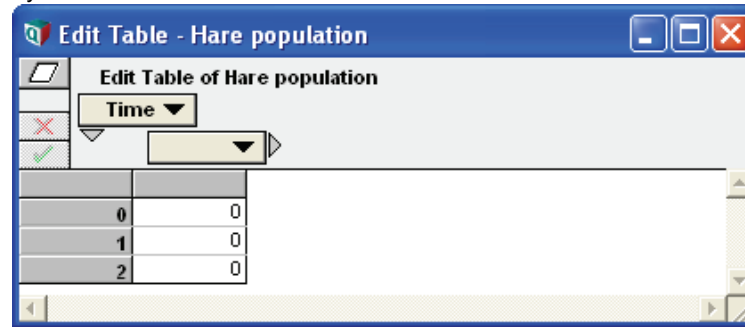 Edit Table - Hare population
Edit Table of Hare population
Time
0 0
1 0
2 0